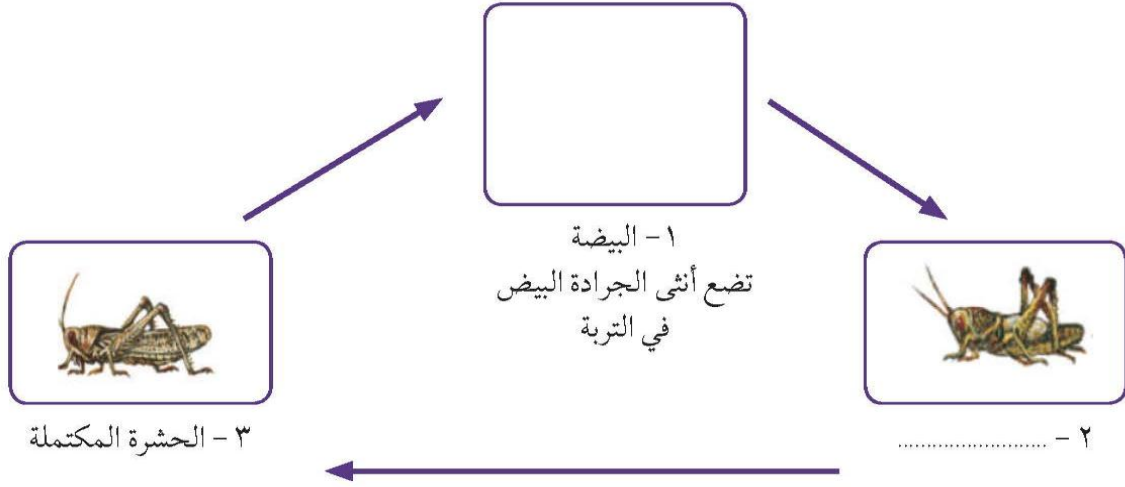 ١ - البيضة
تضع أنثى الجرادة البيض
في التربة
٢ - ..........................
٣ - الحشرة المكتملة